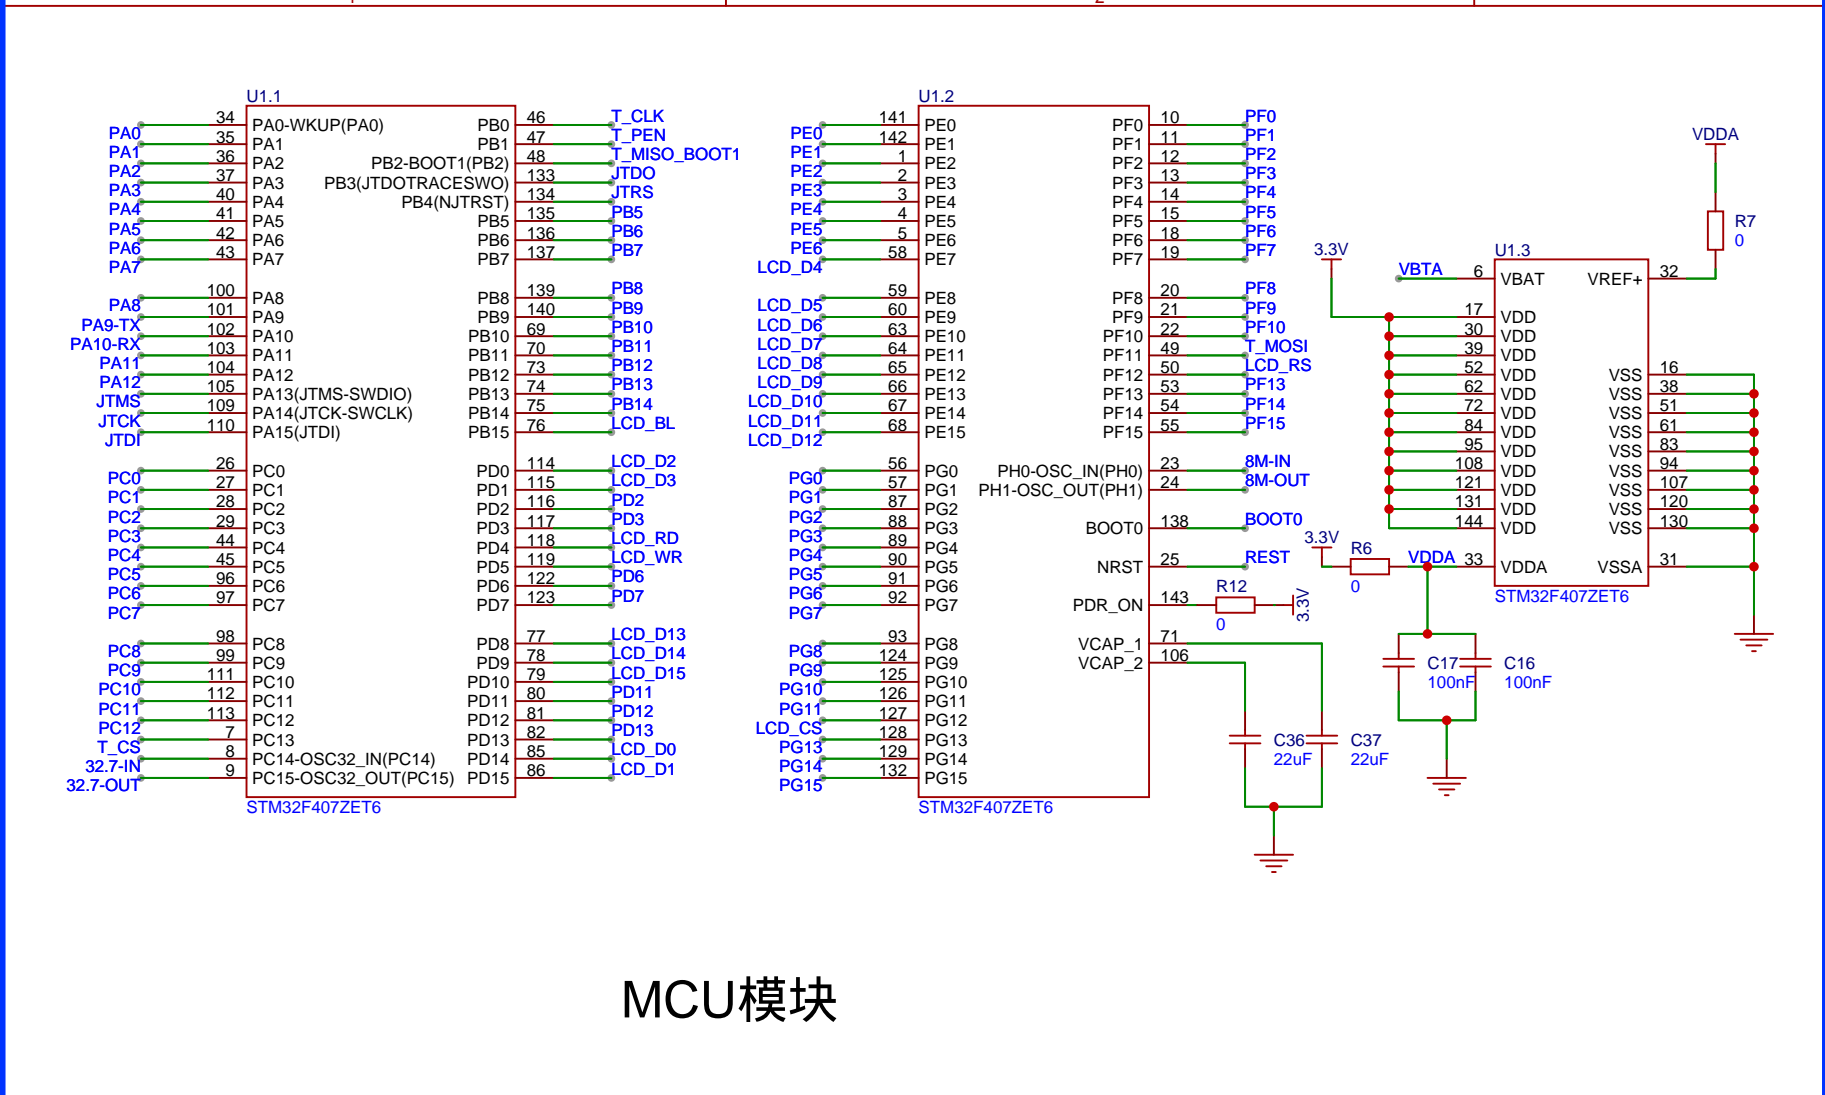 2
U1.1
34 PA0-WKUP(PA0) PB0 46 T_CLK
PA0 35 PA1 PB1 47 T_PEN
PA1 36 PA2 PB2-BOOT1(PB2) 48 T_MISO_BOOT1
PA2 37 PA3 PB3(JTDOTRACESWO) 133 JTDO
PA3 40 PA4 PB4(NJTRST) 134 JTRS
PA4 41 PA5 PB5 135 PB5
PA5 42 PA6 PB6 136 PB6
PA6 43 PA7 PB7 137 PB7
PA7
100 PA8 PB8 139 PB8
PA8 101 PA9 PB9 140 PB9
PA9-TX 102 PA10 PB10 69 PB10
PA10-RX 103 PA11 PB11 70 PB11
PA11 104 PA12 PB12 73 PB12
PA12 105 PA13(JTMS-SWDIO) PB13 74 PB13
JTMS 109 PA14(JTCK-SWCLK) PB14 75 PB14
JTCK 110 PA15(JTDI) PB15 76 LCD_BL
JTDI
26 PC0 PD0 114 LCD_D2
PC0 27 PC1 PD1 115 LCD_D3
PC1 28 PC2 PD2 116 PD2
PC2 29 PC3 PD3 117 PD3
PC3 44 PC4 PD4 118 LCD_RD
PC4 45 PC5 PD5 119 LCD_WR
PC5 96 PC6 PD6 122 PD6
PC6 97 PC7 PD7 123 PD7
PC7
98 PC8 PD8 77 LCD_D13
PC8 99 PC9 PD9 78 LCD_D14
PC9 111 PC10 PD10 79 LCD_D15
PC10 112 PC11 PD11 80 PD11
PC11 113 PC12 PD12 81 PD12
PC12 7 PC13 PD13 82 PD13
T_CS 8 PC14-OSC32_IN(PC14) PD14 85 LCD_D0
32.7-IN 9 PC15-OSC32_OUT(PC15) PD15 86 LCD_D1
32.7-OUT
STM32F407ZET6
U1.2
141 PE0 PF0 10 PF0
PE0 142 PE1 PF1 11 PF1
PE1 1 PE2 PF2 12 PF2
PE2 2 PE3 PF3 13 PF3
PE3 3 PE4 PF4 14 PF4
PE4 4 PE5 PF5 15 PF5
PE5 5 PE6 PF6 18 PF6
PE6 58 PE7 PF7 19 PF7
LCD_D4
59 PE8 PF8 20 PF8
LCD_D5 60 PE9 PF9 21 PF9
LCD_D6 63 PE10 PF10 22 PF10
LCD_D7 64 PE11 PF11 49 T_MOSI
LCD_D8 65 PE12 PF12 50 LCD_RS
LCD_D9 66 PE13 PF13 53 PF13
LCD_D10 67 PE14 PF14 54 PF14
LCD_D11 68 PE15 PF15 55 PF15
LCD_D12
56 PG0 PH0-OSC_IN(PH0) 23 8M-IN
PG0 57 PG1 PH1-OSC_OUT(PH1) 24 8M-OUT
PG1 87 PG2
PG2 88 PG3 BOOT0 138 BOOT0
PG3 89 PG4
PG4 90 PG5 NRST 25 REST
PG5 91 PG6
PG6 92 PG7 PDR_ON 143 R12 0 3.3V
PG7
93 PG8 VCAP_1 71
PG8 124 PG9 VCAP_2 106
PG9 125 PG10
PG10 126 PG11
PG11 127 PG12
LCD_CS 128 PG13
PG13 129 PG14
PG14 132 PG15
PG15
STM32F407ZET6
C36 22uF
C37 22uF
VDDA
R7
0
3.3V
U1.3
VBTA 6 VBAT VREF+ 32
17 VDD
30 VDD
39 VDD
52 VDD VSS 16
62 VDD VSS 38
72 VDD VSS 51
84 VDD VSS 61
95 VDD VSS 83
108 VDD VSS 94
121 VDD VSS 107
131 VDD VSS 120
144 VDD VSS 130
3.3V R6 0 VDDA 33 VDDA VSSA 31
STM32F407ZET6
C17 100nF
C16 100nF
MCU模块